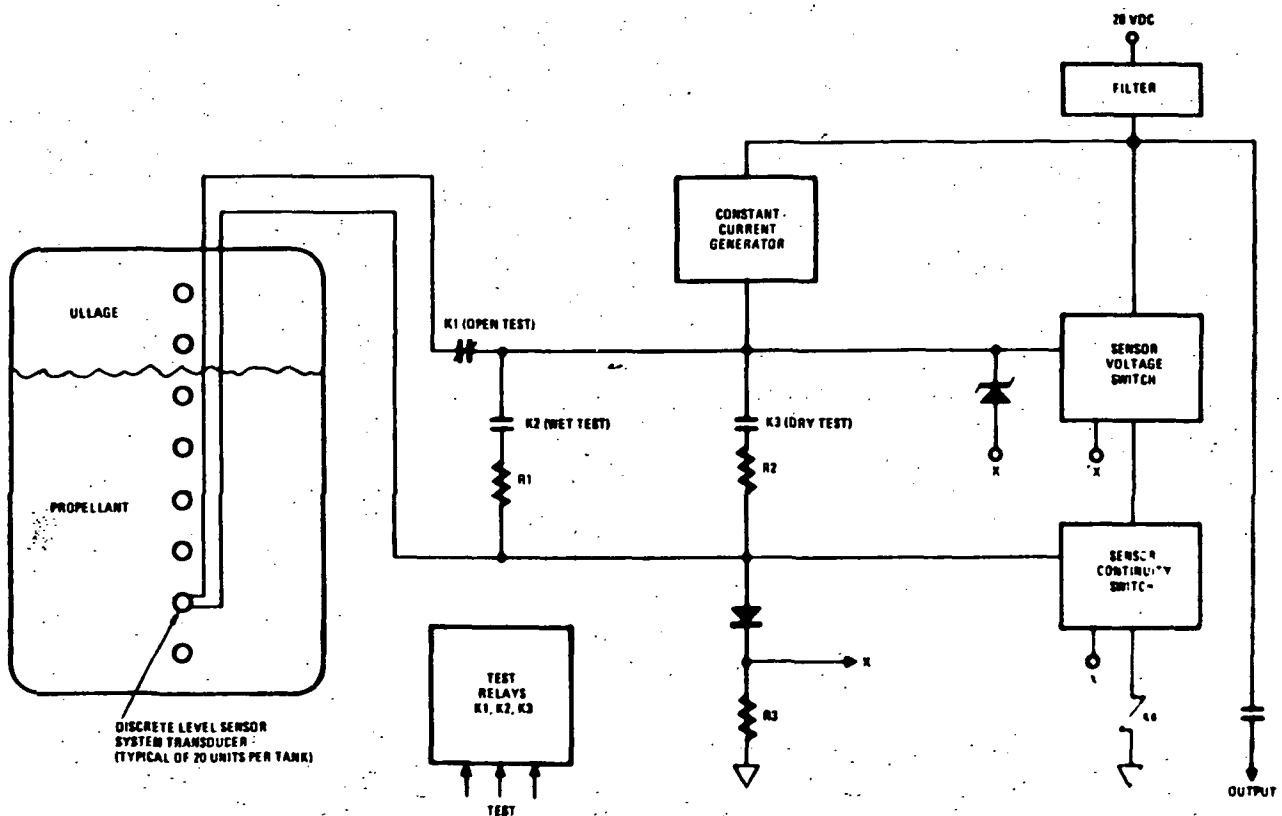 28 VDC
FILTER
CONSTANT
CURRENT
GENERATOR
ULLAGE
K1 (OPEN TEST)
SENSOR
VOLTAGE
SWITCH
K2 (WET TEST)
K3 (DRY TEST)
X
X
R1
R2
PROPELLANT
SENSOR
CONTINUITY
SWITCH
TEST
RELAYS
K1, K2, K3
X
R3
DISCRETE LEVEL SENSOR
SYSTEM TRANSDUCER
(TYPICAL OF 20 UNITS PER TANK)
TEST
OUTPUT